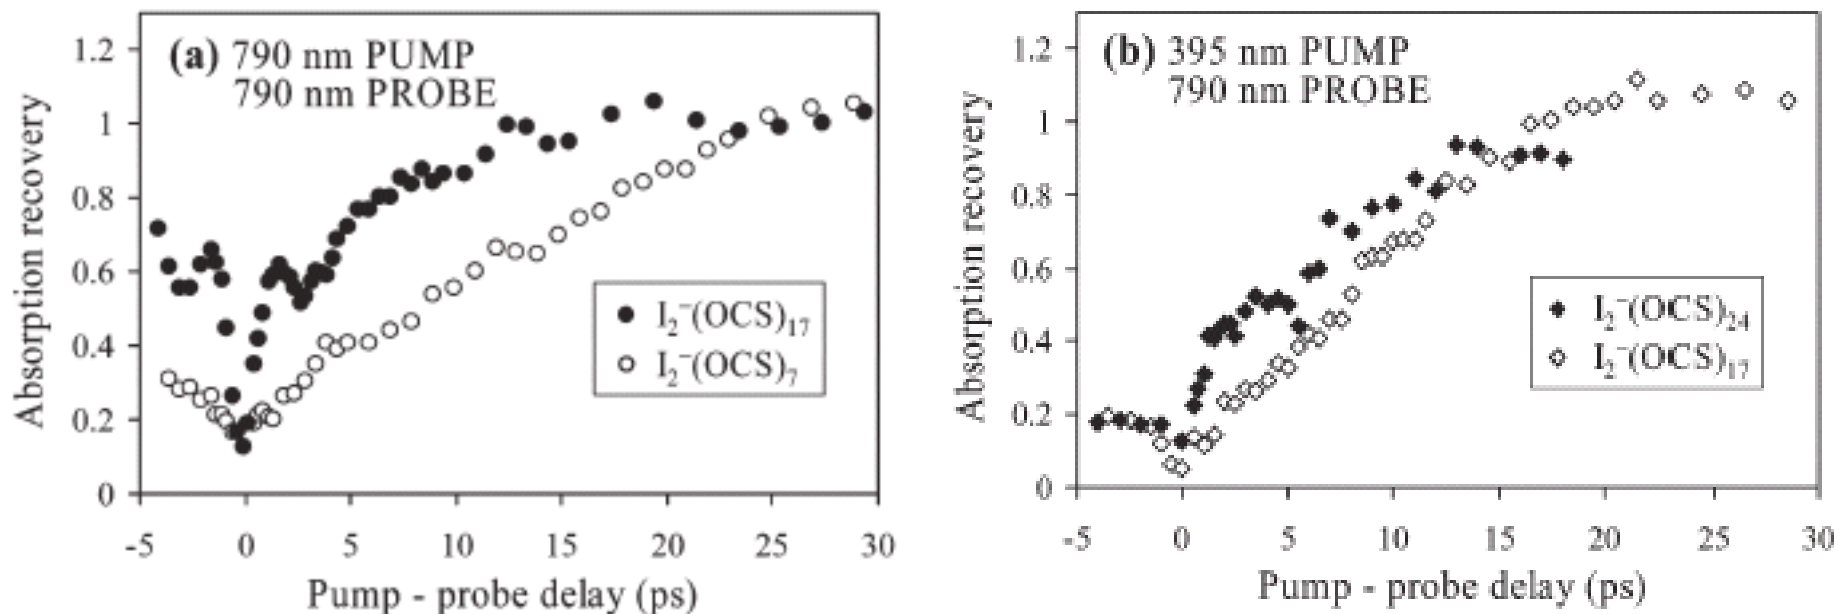 (a) 790 nm PUMP
790 nm PROBE
Absorption recovery
1.2
1
0.8
0.6
0.4
0.2
0
-5 0 5 10 15 20 25 30
Pump - probe delay (ps)
I₂⁻(OCS)₁₇
I₂⁻(OCS)₇
(b) 395 nm PUMP
790 nm PROBE
Absorption recovery
1.2
1
0.8
0.6
0.4
0.2
0
-5 0 5 10 15 20 25 30
Pump - probe delay (ps)
I₂⁻(OCS)₂₄
I₂⁻(OCS)₁₇